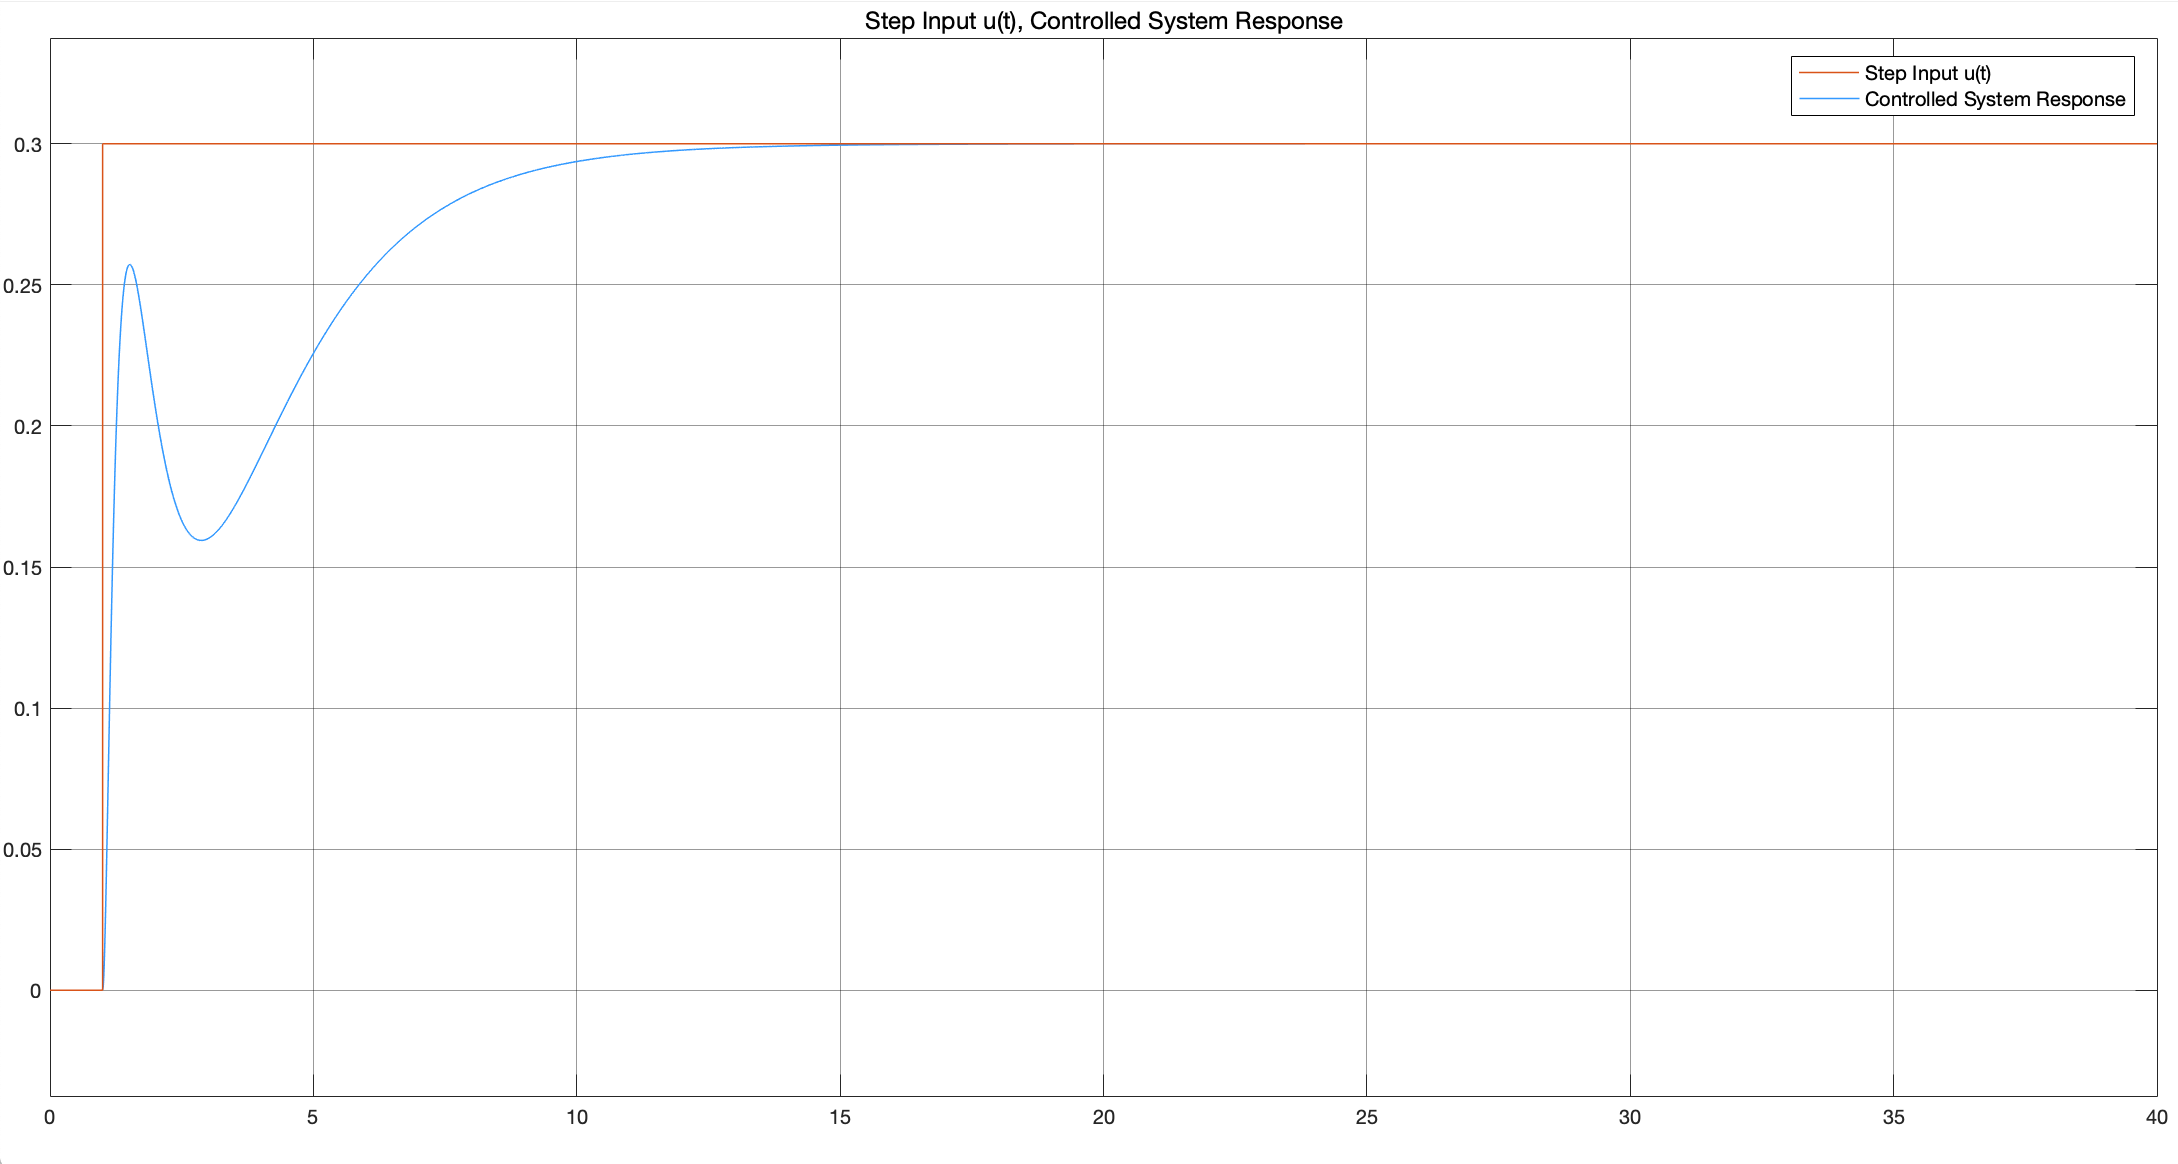 Step Input u(t), Controlled System Response
Step Input u(t)
Controlled System Response
0.3
0.25
0.2
0.15
0.1
0.05
0
0 5 10 15 20 25 30 35 40